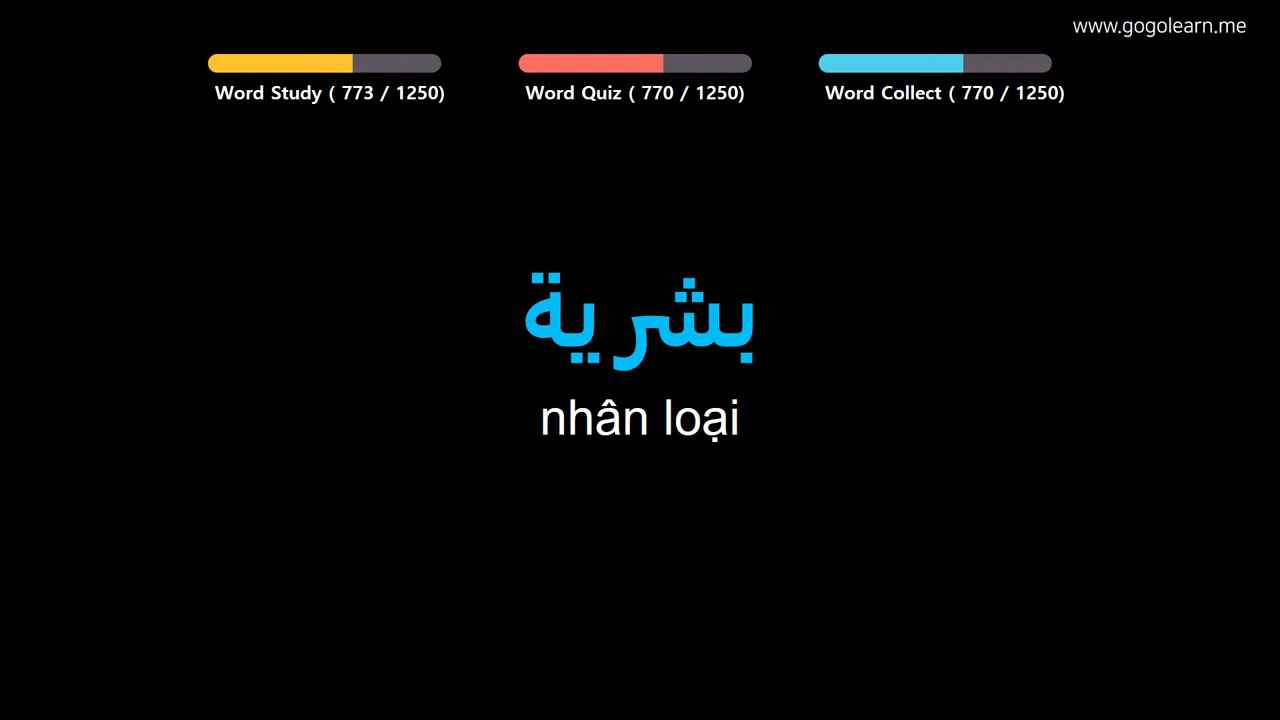 www.gogolearn.me
Word Study ( 773 / 1250)
Word Quiz ( 770 / 1250)
Word Collect ( 770 / 1250)
بشرية
nhân loại